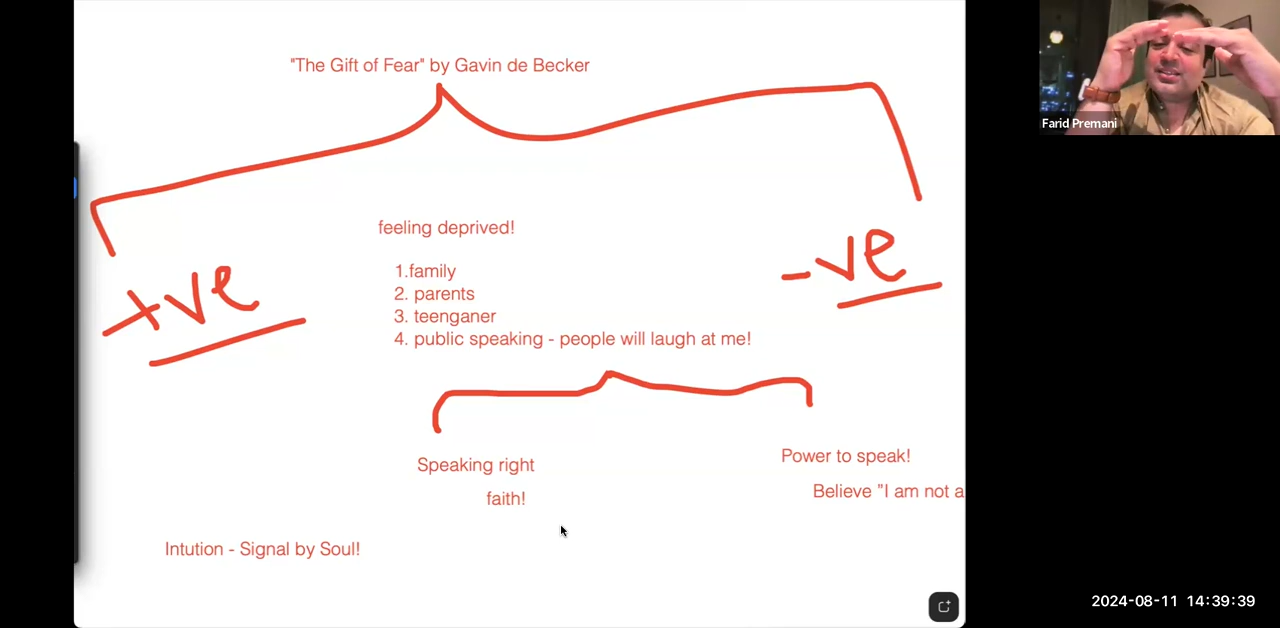 "The Gift of Fear" by Gavin de Becker
Farid Premani
feeling deprived!
+ve
-ve
1.family
2. parents
3. teenganer
4. public speaking - people will laugh at me!
Speaking right
Power to speak!
faith!
Believe "I am not a
Intution - Signal by Soul!
2024-08-11 14:39:39